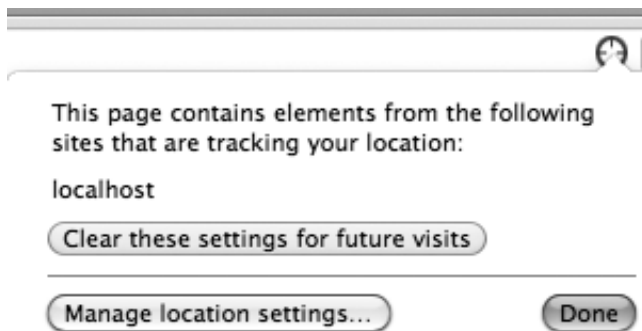 This page contains elements from the following
sites that are tracking your location:
localhost
Clear these settings for future visits
Manage location settings...
Done